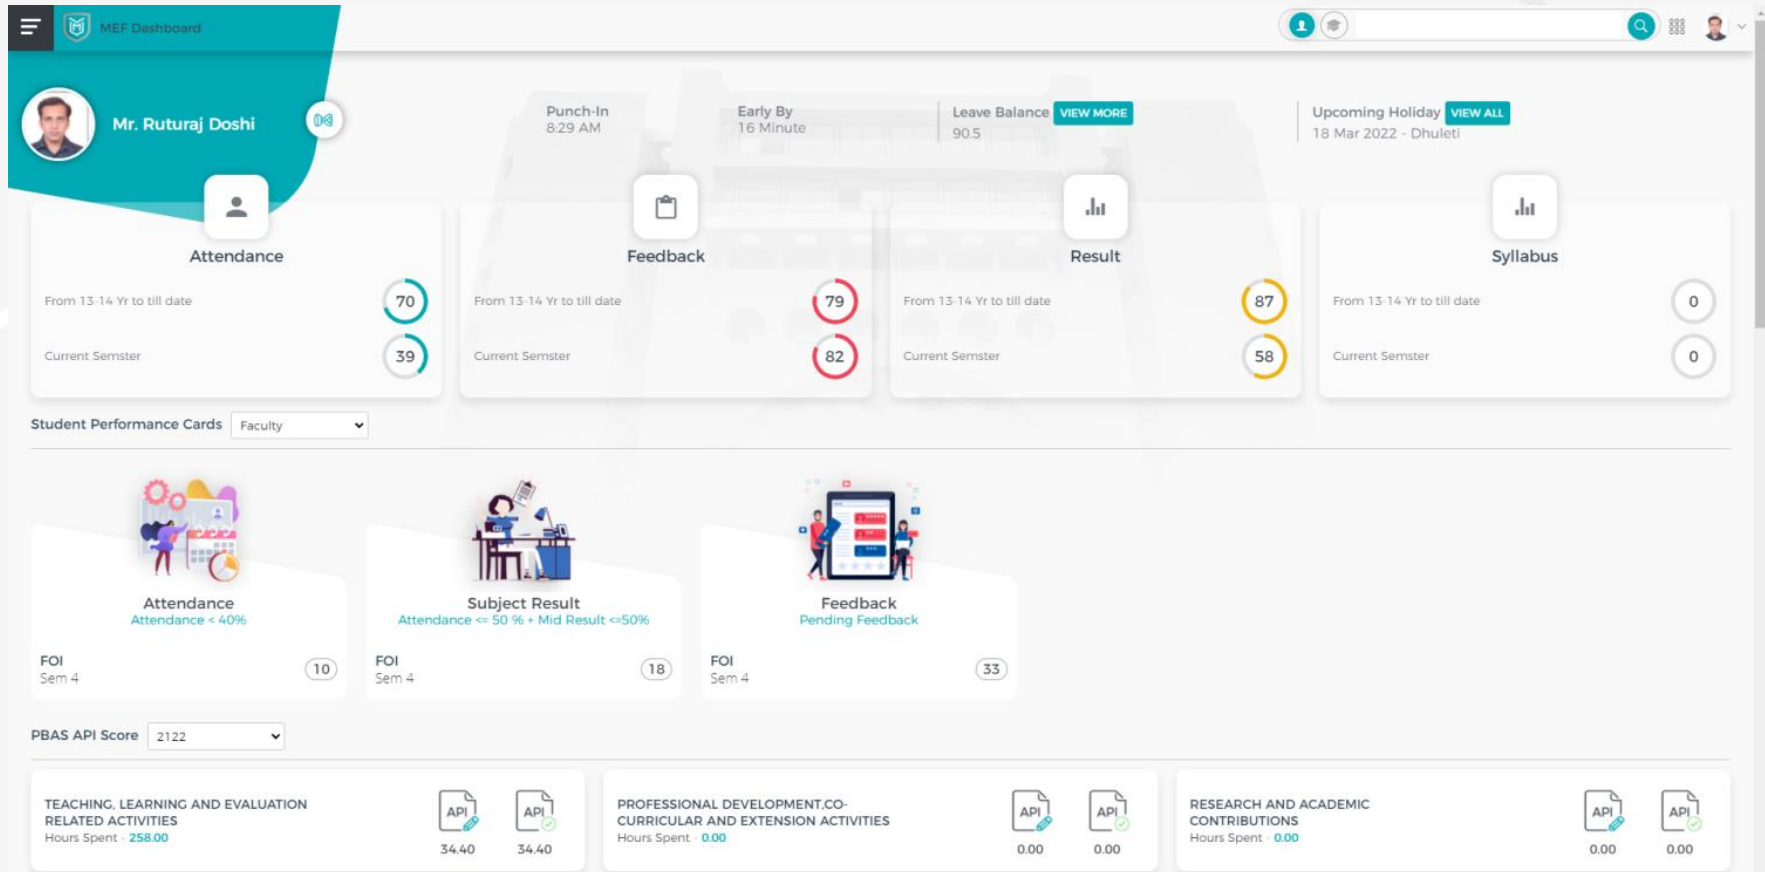 MEF Dashboard
Mr. Ruturaj Doshi
Punch-In
8:29 AM
Early By
16 Minute
Leave Balance VIEW MORE
90.5
Upcoming Holiday VIEW ALL
18 Mar 2022 - Dhuleti
Attendance
From 13-14 Yr to till date 70
Current Semster 39
Feedback
From 13-14 Yr to till date 79
Current Semster 82
Result
From 13-14 Yr to till date 87
Current Semster 58
Syllabus
From 13-14 Yr to till date 0
Current Semster 0
Student Performance Cards Faculty
Attendance
Attendance < 40%
FOI
Sem 4
10
Subject Result
Attendance <= 50 % + Mid Result <=50%
FOI
Sem 4
18
Feedback
Pending Feedback
FOI
Sem 4
33
PBAS API Score 2122
TEACHING, LEARNING AND EVALUATION
RELATED ACTIVITIES
Hours Spent - 258.00
API API
34.40 34.40
PROFESSIONAL DEVELOPMENT,CO-
CURRICULAR AND EXTENSION ACTIVITIES
Hours Spent - 0.00
API API
0.00 0.00
RESEARCH AND ACADEMIC
CONTRIBUTIONS
Hours Spent - 0.00
API API
0.00 0.00